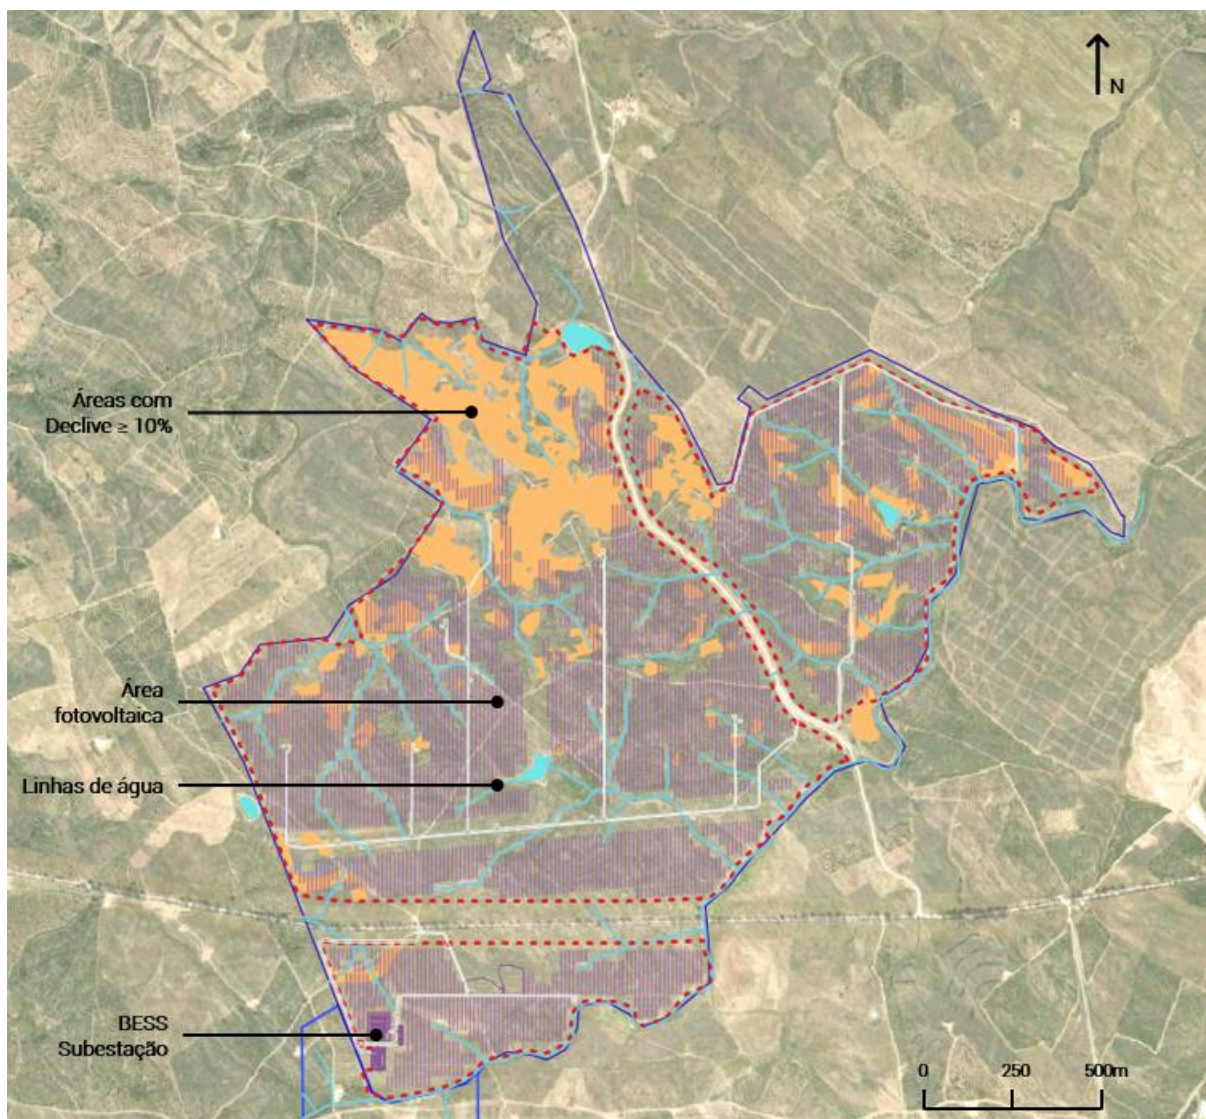 N
Áreas com
Declive ≥ 10%
Área
fotovoltaica
Linhas de água
BESS
Subestação
0 250 500m